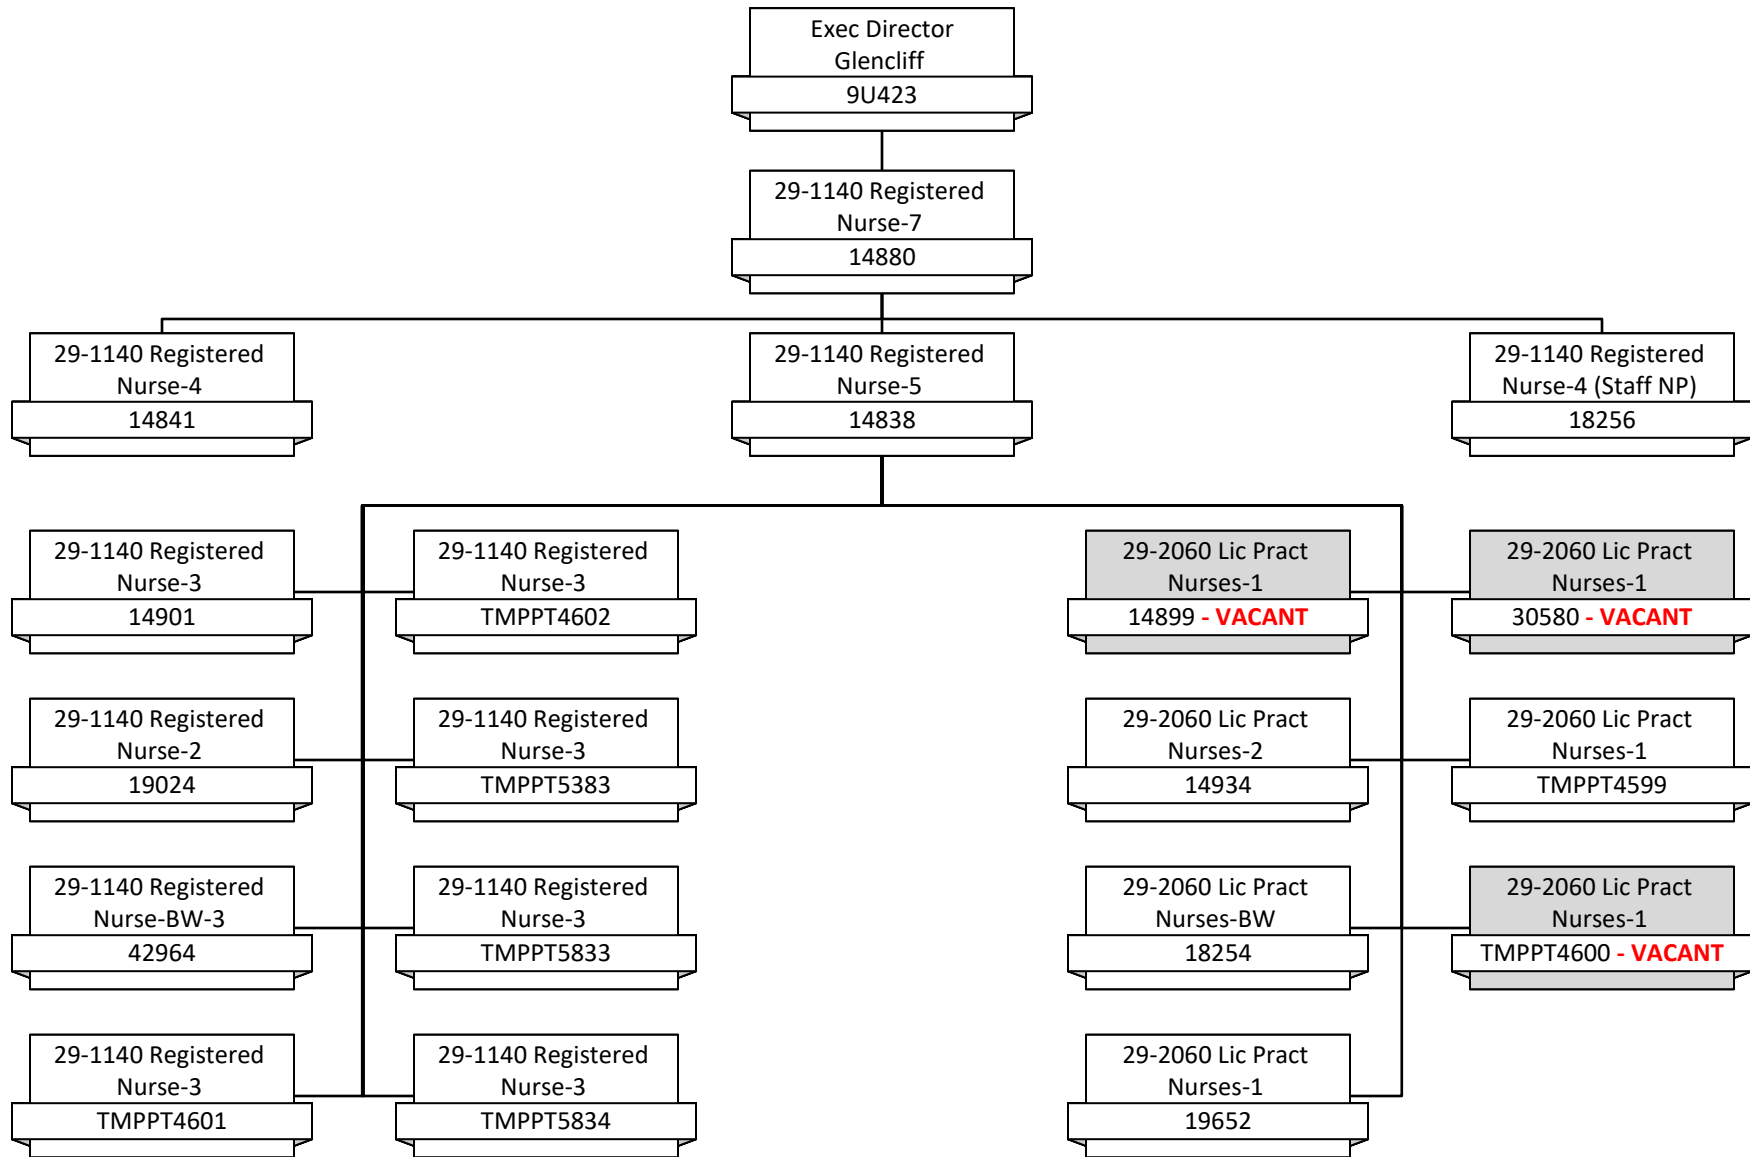 Exec Director
Glencliff
9U423
29-1140 Registered
Nurse-7
14880
29-1140 Registered
Nurse-4
14841
29-1140 Registered
Nurse-5
14838
29-1140 Registered
Nurse-4 (Staff NP)
18256
29-1140 Registered
Nurse-3
14901
29-1140 Registered
Nurse-3
TMPPT4602
29-2060 Lic Pract
Nurses-1
14899 - VACANT
29-2060 Lic Pract
Nurses-1
30580 - VACANT
29-1140 Registered
Nurse-2
19024
29-1140 Registered
Nurse-3
TMPPT5383
29-2060 Lic Pract
Nurses-2
14934
29-2060 Lic Pract
Nurses-1
TMPPT4599
29-1140 Registered
Nurse-BW-3
42964
29-1140 Registered
Nurse-3
TMPPT5833
29-2060 Lic Pract
Nurses-BW
18254
29-2060 Lic Pract
Nurses-1
TMPPT4600 - VACANT
29-1140 Registered
Nurse-3
TMPPT4601
29-1140 Registered
Nurse-3
TMPPT5834
29-2060 Lic Pract
Nurses-1
19652